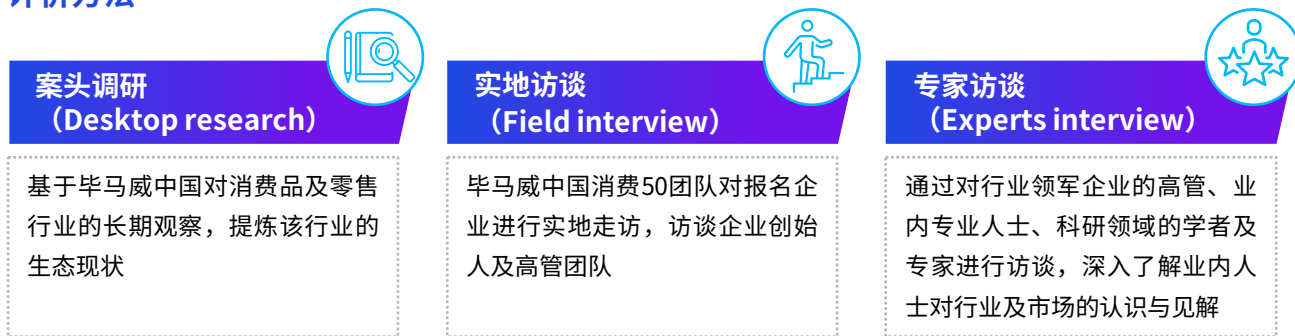 评价方法
案头调研
（Desktop research）
基于毕马威中国对消费品及零售
行业的长期观察，提炼该行业的
生态现状
实地访谈
（Field interview）
毕马威中国消费50团队对报名企
业进行实地走访，访谈企业创始
人及高管团队
专家访谈
（Experts interview）
通过对行业领军企业的高管、业
内专业人士、科研领域的学者及
专家进行访谈，深入了解业内人
士对行业及市场的认识与见解